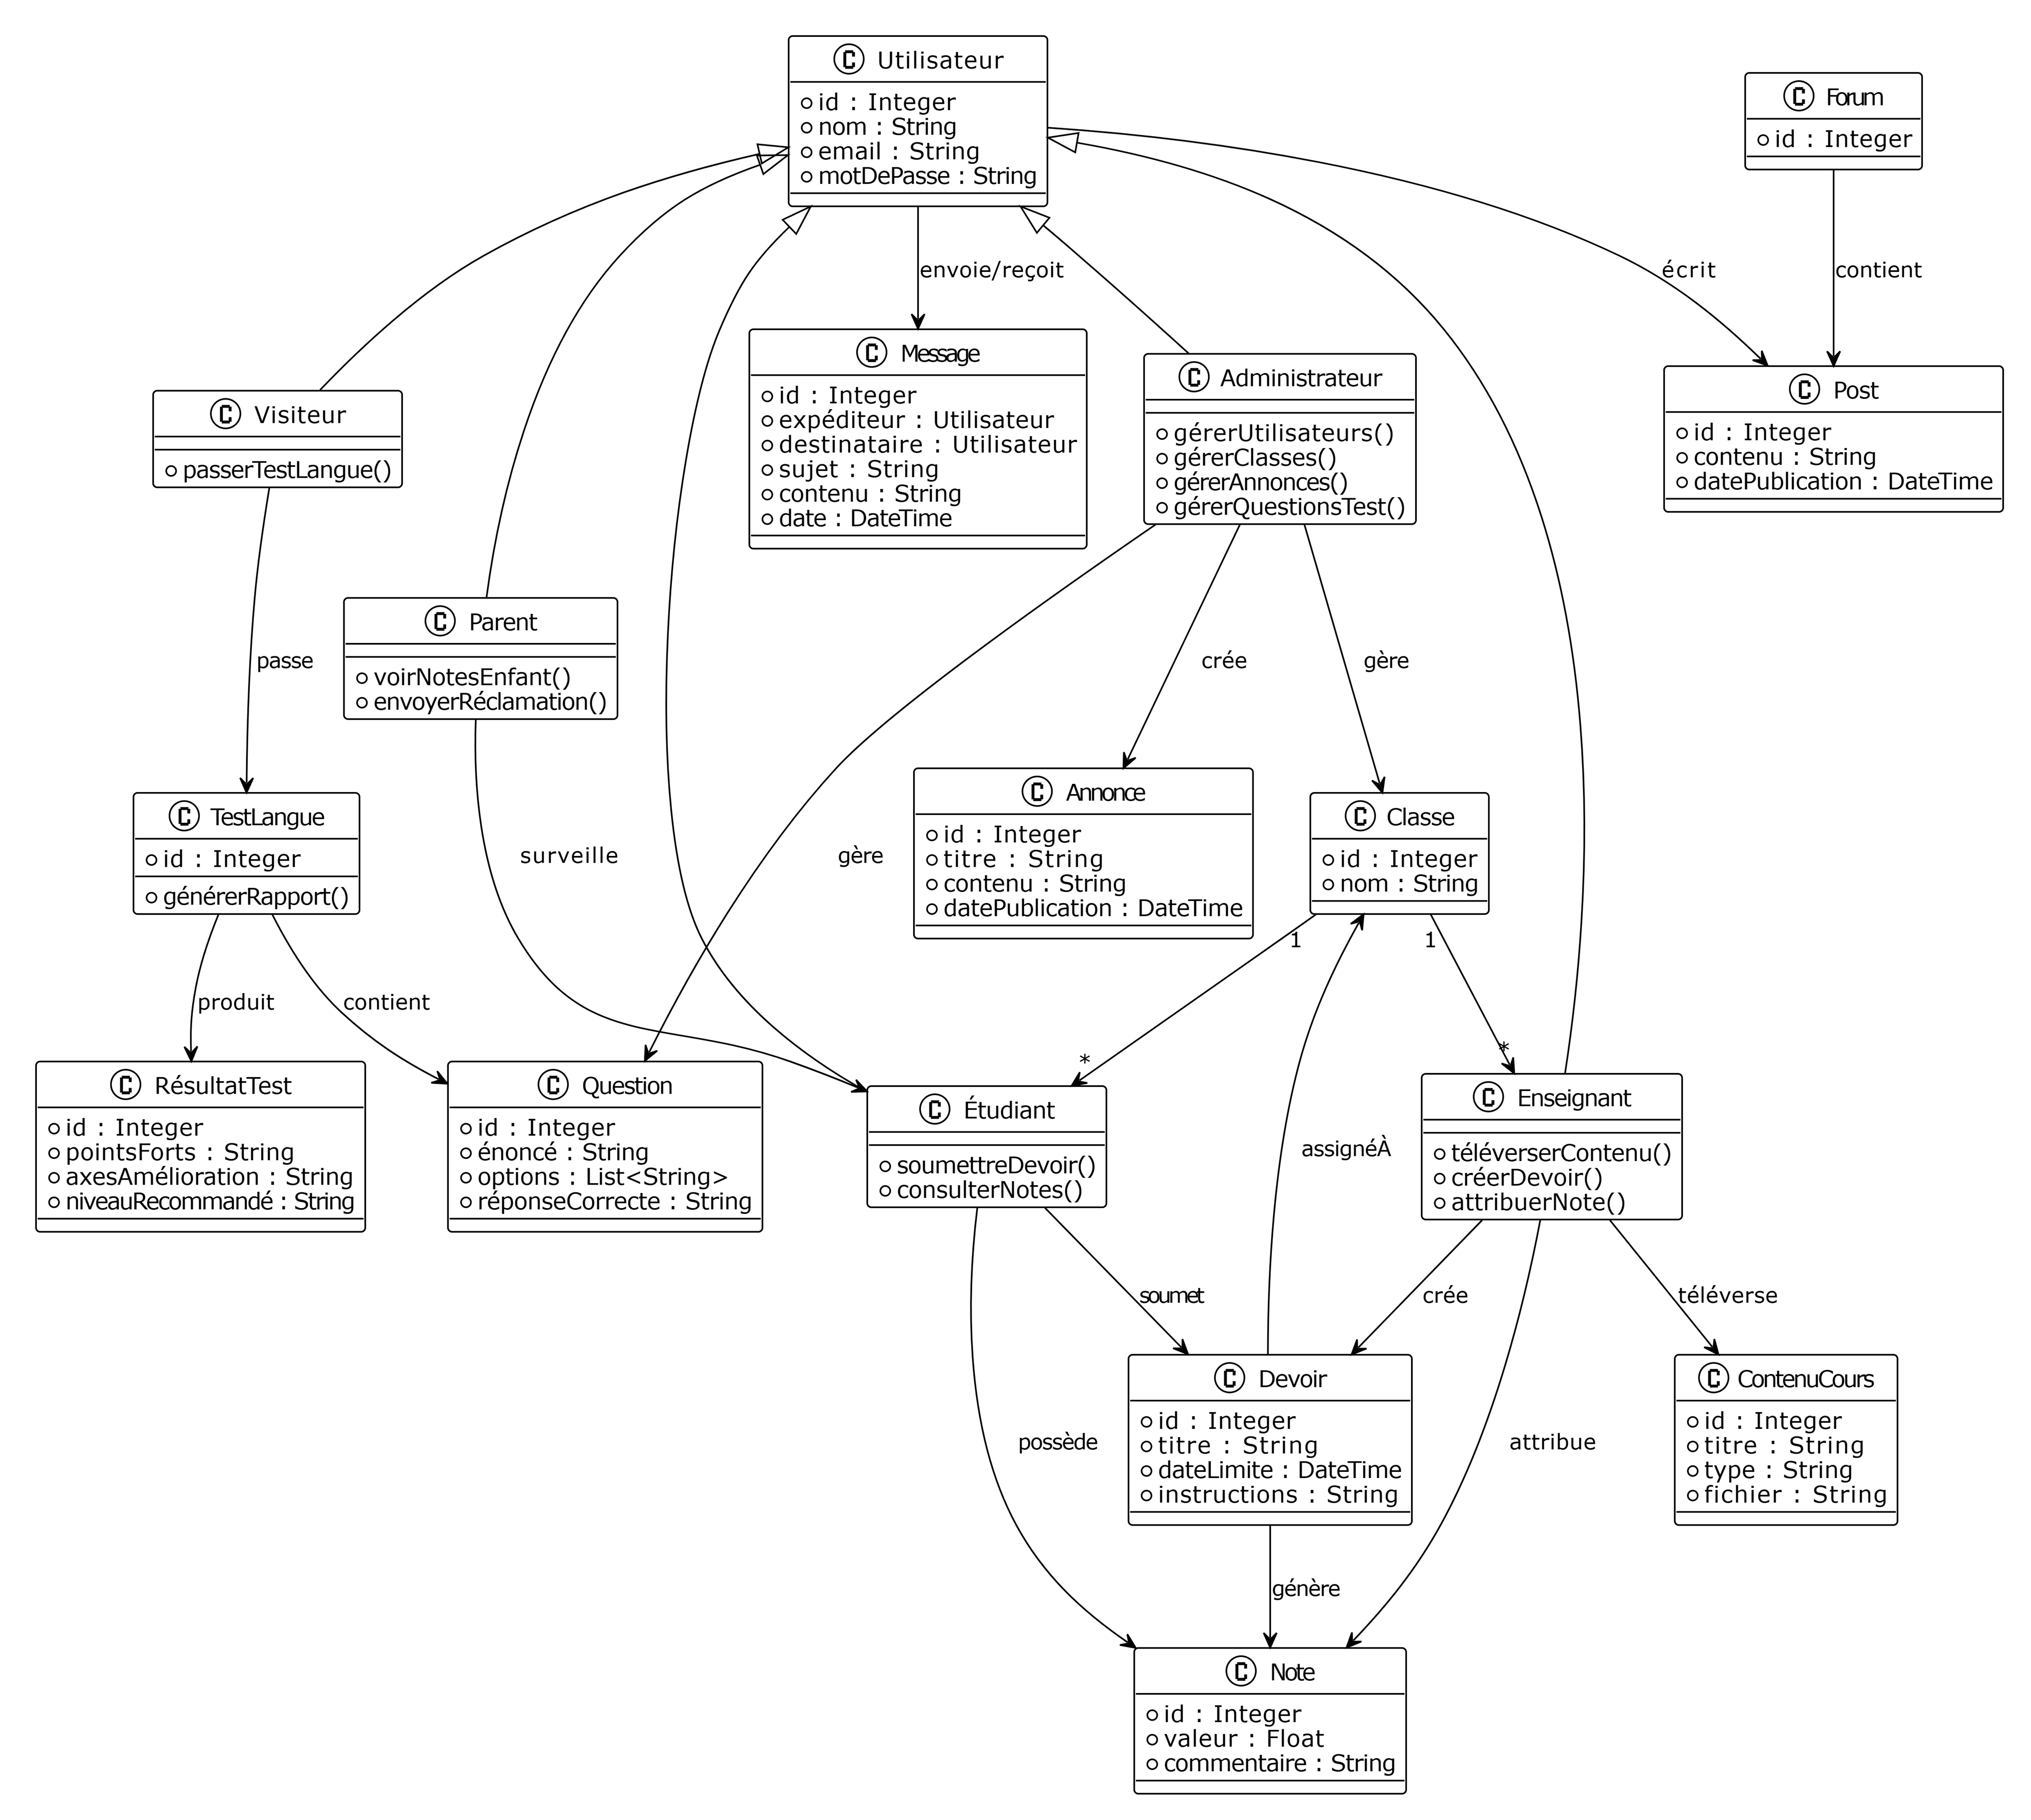 C Utilisateur
id : Integer
nom : String
email : String
motDePasse : String
C Forum
id : Integer
envoie/reçoit
écrit
contient
C Message
id : Integer
expéditeur : Utilisateur
destinataire : Utilisateur
sujet : String
contenu : String
date : DateTime
C Administrateur
gérerUtilisateurs()
gérerClasses()
gérerAnnonces()
gérerQuestionsTest()
C Post
id : Integer
contenu : String
datePublication : DateTime
C Visiteur
passerTestLangue()
C Parent
voirNotesEnfant()
envoyerRéclamation()
passe
crée
gère
C TestLangue
id : Integer
générerRapport()
surveille
gère
C Annonce
id : Integer
titre : String
contenu : String
datePublication : DateTime
C Classe
id : Integer
nom : String
1
1
produit
contient
*
*
C RésultatTest
id : Integer
pointsForts : String
axesAmélioration : String
niveauRecommandé : String
C Question
id : Integer
énoncé : String
options : List<String>
réponseCorrecte : String
C Étudiant
soumettreDevoir()
consulterNotes()
assignéÀ
C Enseignant
téléverserContenu()
créerDevoir()
attribuerNote()
soumet
crée
téléverse
possède
C Devoir
id : Integer
titre : String
dateLimite : DateTime
instructions : String
attribue
C ContenuCours
id : Integer
titre : String
type : String
fichier : String
génère
C Note
id : Integer
valeur : Float
commentaire : String